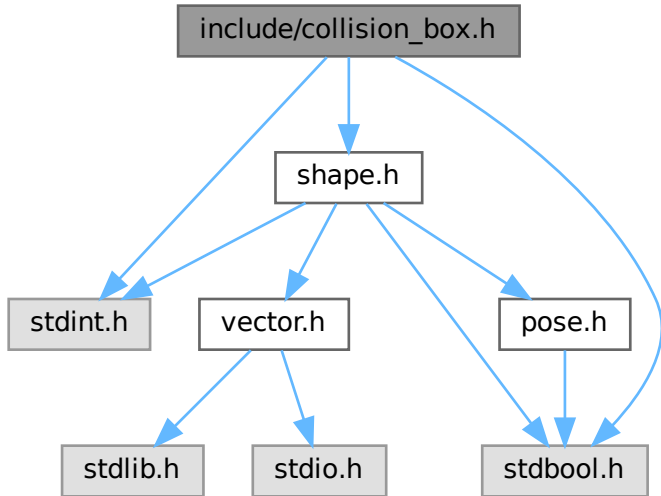 include/collision_box.h
shape.h
stdint.h
vector.h
pose.h
stdlib.h
stdio.h
stdbool.h